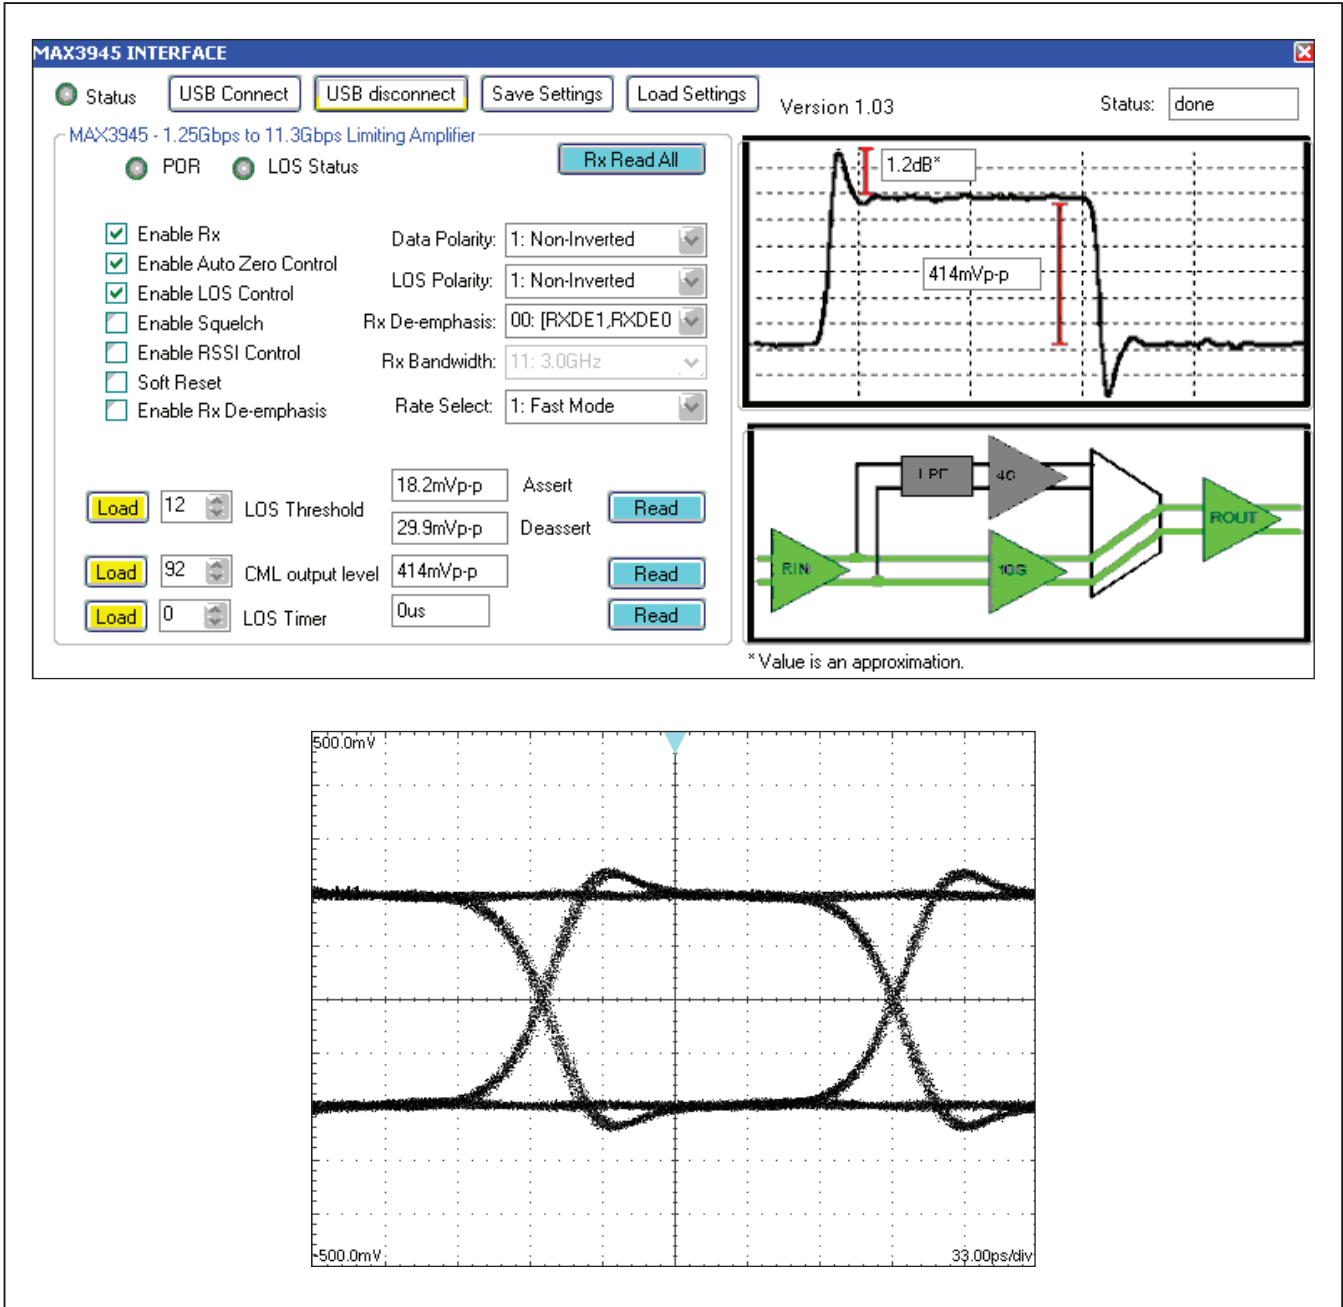 MAX3945 INTERFACE
Status
USB Connect
USB disconnect
Save Settings
Load Settings
Version 1.03
Status:
done
MAX3945 - 1.25Gbps to 11.3Gbps Limiting Amplifier
POR
LOS Status
Rx Read All
Enable Rx
Enable Auto Zero Control
Enable LOS Control
Enable Squelch
Enable RSSI Control
Soft Reset
Enable Rx De-emphasis
Data Polarity:
1: Non-Inverted
LOS Polarity:
1: Non-Inverted
Rx De-emphasis:
00: [RXDE1,RXDE0
Rx Bandwidth:
11: 3.0GHz
Rate Select:
1: Fast Mode
Load
12
LOS Threshold
18.2mVp-p
Assert
29.9mVp-p
Deassert
Read
Load
92
CML output level
414mVp-p
Read
Load
0
LOS Timer
0us
Read
1.2dB*
414mVp-p
LPF
4G
RIN
10G
ROUT
* Value is an approximation.
500.0mV
-500.0mV
33.00ps/div